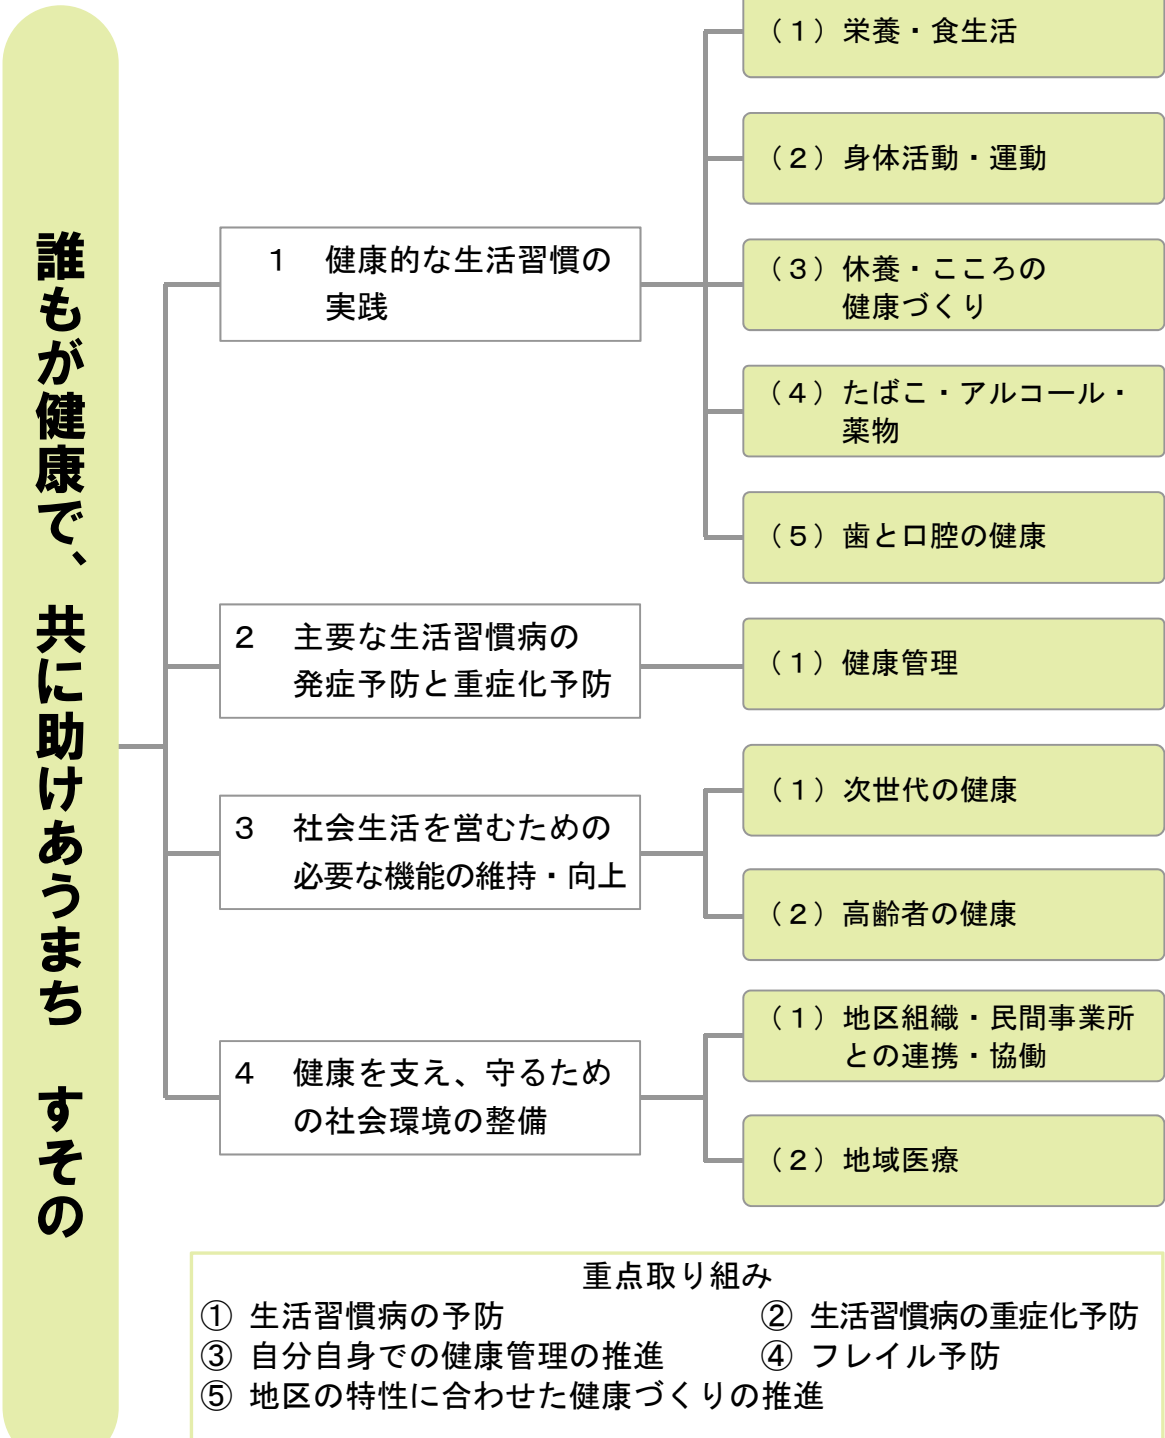 誰もが健康で、共に助けあうまち　すその
１　健康的な生活習慣の
実践
（１）栄養・食生活
（２）身体活動・運動
（３）休養・こころの
健康づくり
（４）たばこ・アルコール・
薬物
（５）歯と口腔の健康
２　主要な生活習慣病の
発症予防と重症化予防
（１）健康管理
３　社会生活を営むための
必要な機能の維持・向上
（１）次世代の健康
（２）高齢者の健康
４　健康を支え、守るため
の社会環境の整備
（１）地区組織・民間事業所
との連携・協働
（２）地域医療
重点取り組み
① 生活習慣病の予防　② 生活習慣病の重症化予防
③ 自分自身での健康管理の推進　④ フレイル予防
⑤ 地区の特性に合わせた健康づくりの推進